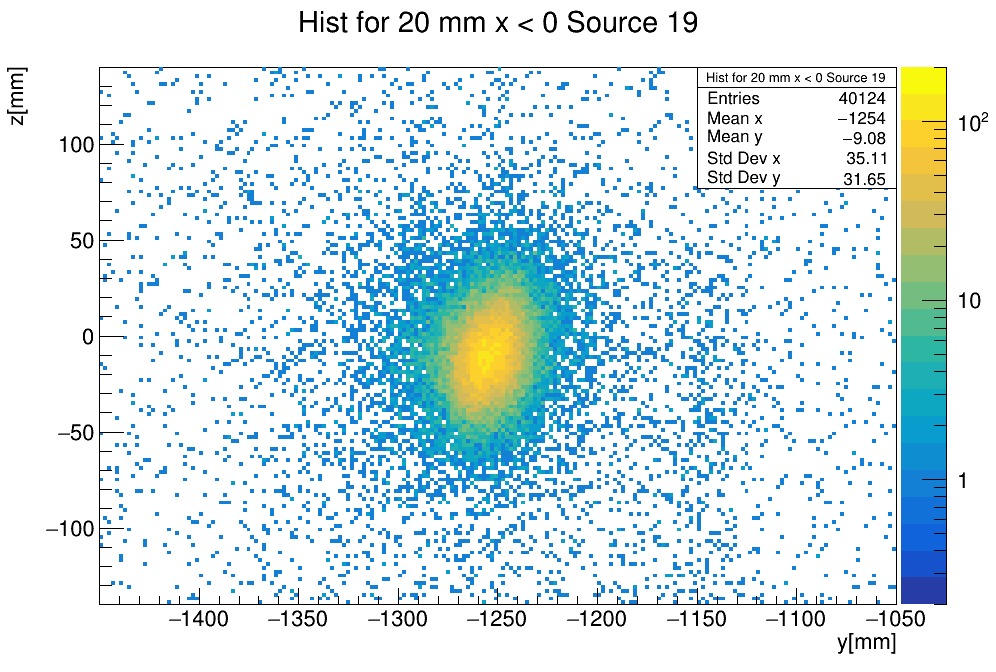 Hist for 20 mm x < 0 Source 19
z[mm]
Hist for 20 mm x < 0 Source 19
Entries 40124
Mean x −1254
Mean y −9.08
Std Dev x 35.11
Std Dev y 31.65
100
50
0
−50
−100
−1400 −1350 −1300 −1250 −1200 −1150 −1100 −1050
y[mm]
10²
10
1